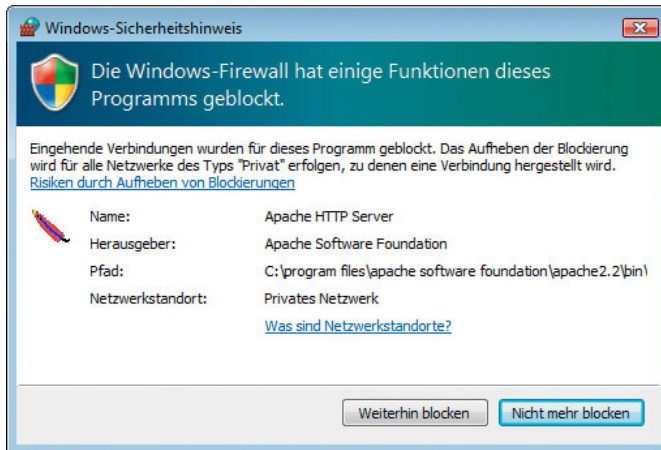 Windows-Sicherheitshinweis
Die Windows-Firewall hat einige Funktionen dieses
Programms geblockt.
Eingehende Verbindungen wurden für dieses Programm geblockt. Das Aufheben der Blockierung
wird für alle Netzwerke des Typs "Privat" erfolgen, zu denen eine Verbindung hergestellt wird.
Risiken durch Aufheben von Blockierungen
Name: Apache HTTP Server
Herausgeber: Apache Software Foundation
Pfad: C:\program files\apache software foundation\apache2.2\bin\
Netzwerkstandort: Privates Netzwerk
Was sind Netzwerkstandorte?
Weiterhin blocken Nicht mehr blocken